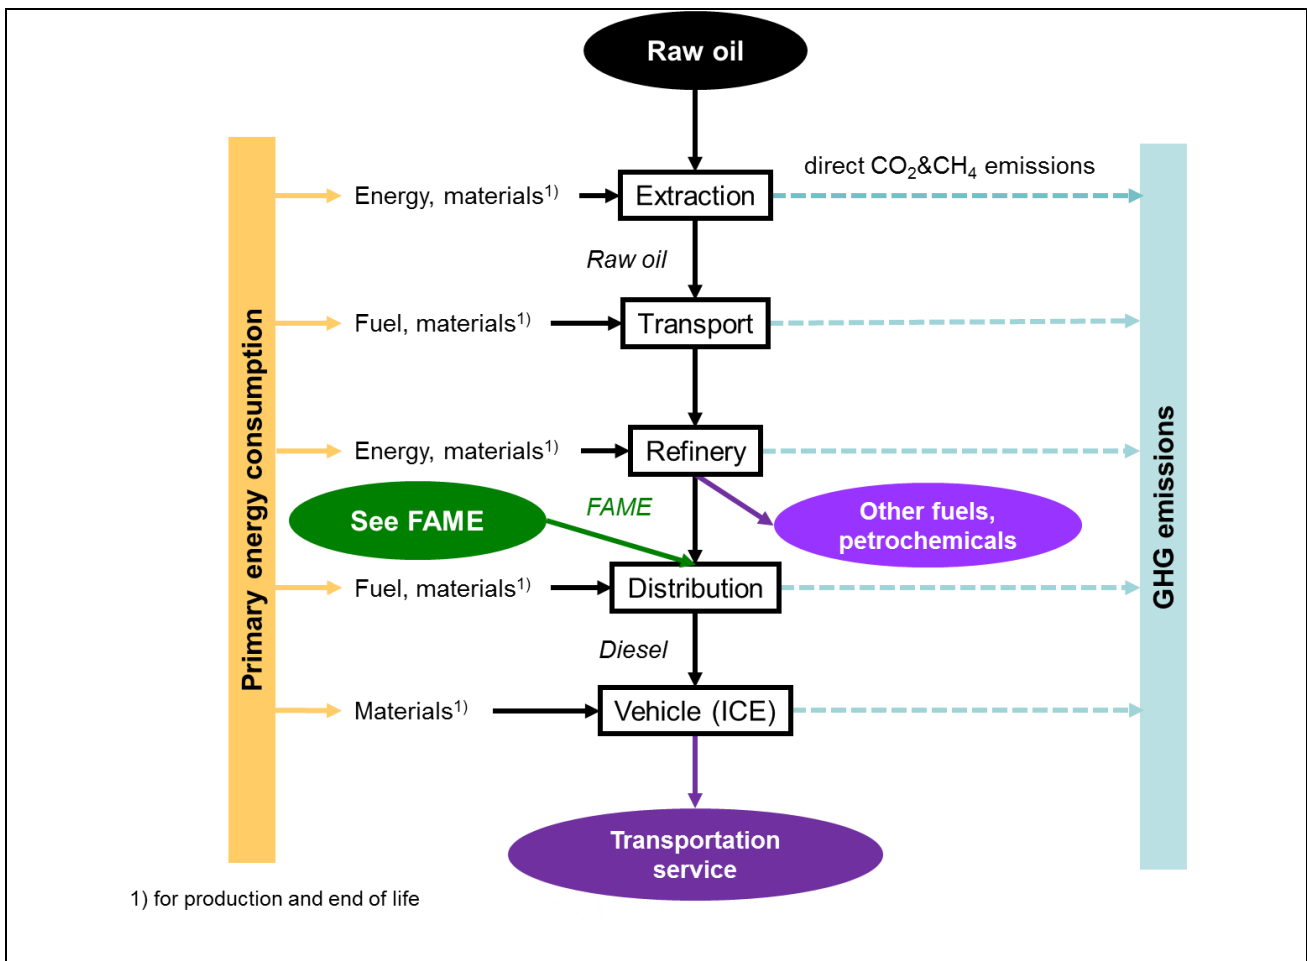 Raw oil
direct CO₂&CH₄ emissions
Energy, materials¹⁾
Extraction
Raw oil
Fuel, materials¹⁾
Transport
Energy, materials¹⁾
Refinery
See FAME
FAME
Other fuels,
petrochemicals
Fuel, materials¹⁾
Distribution
Diesel
Materials¹⁾
Vehicle (ICE)
Transportation
service
Primary energy consumption
GHG emissions
1) for production and end of life